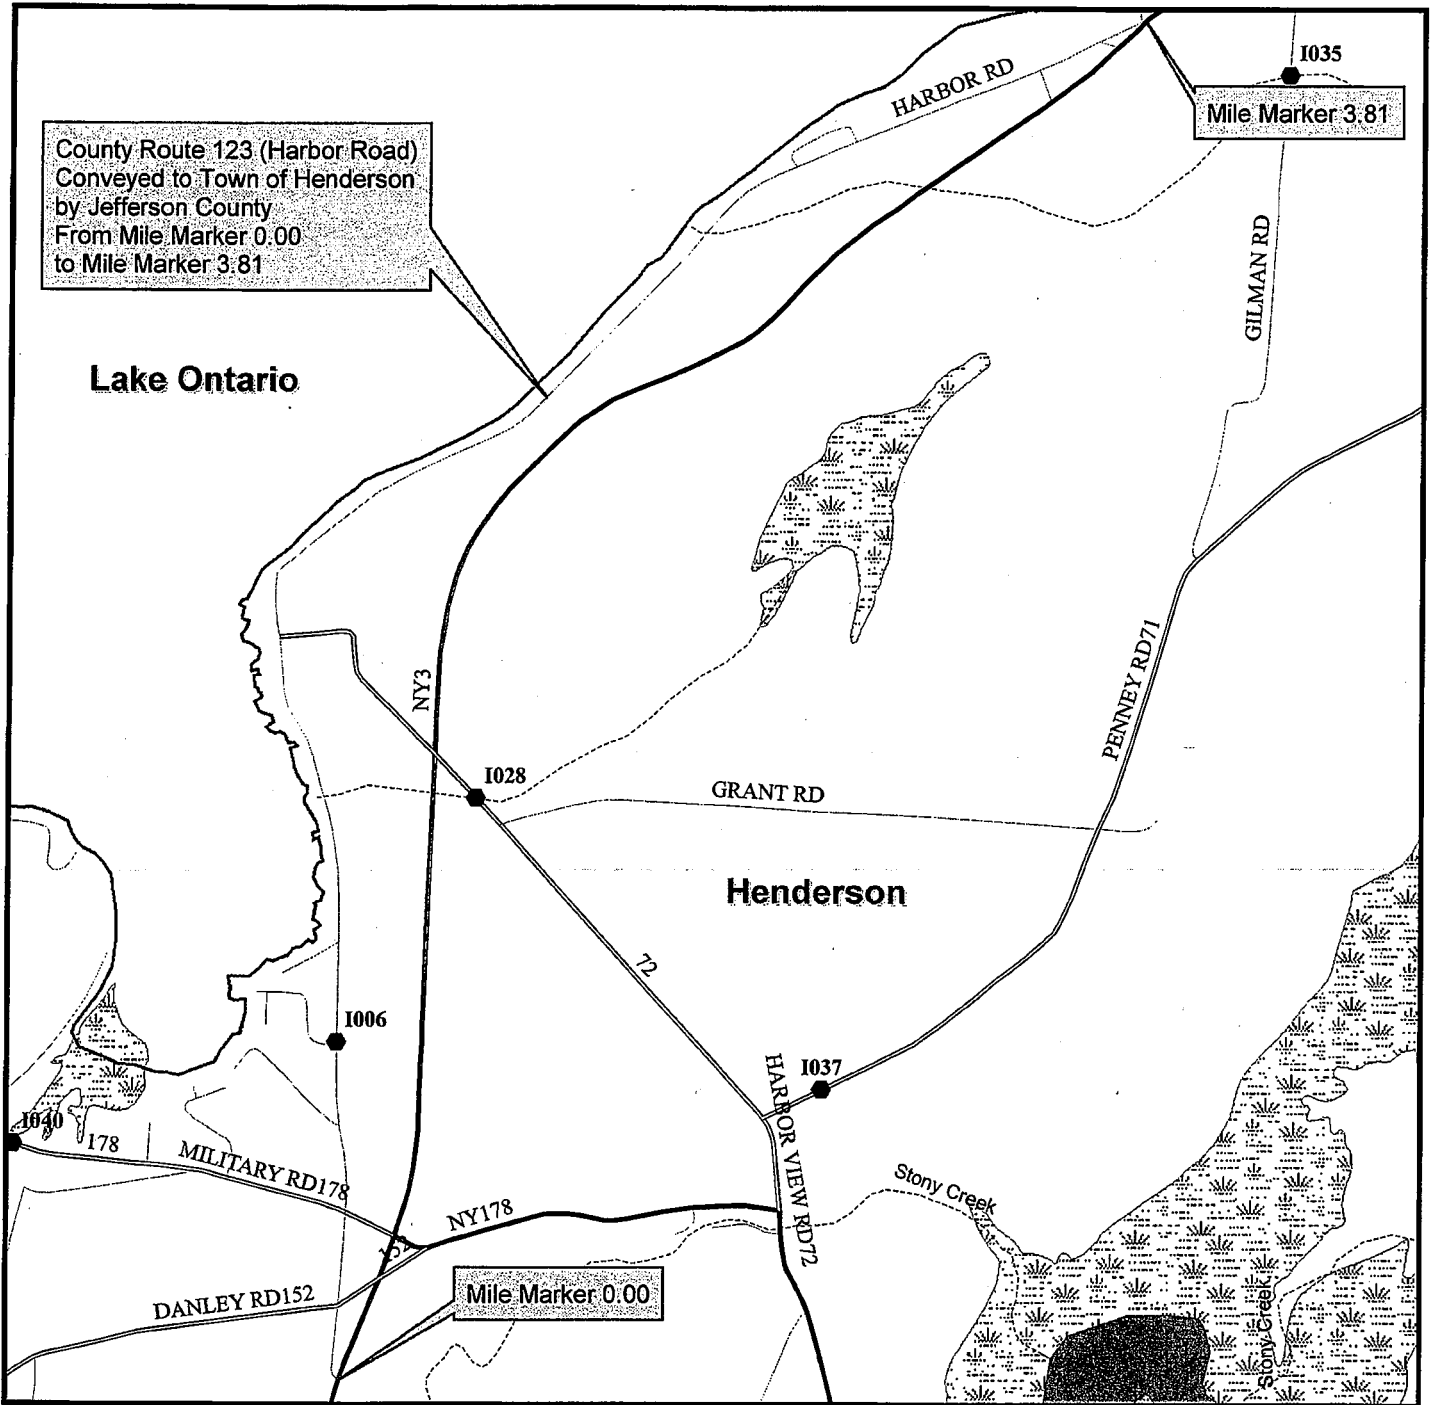 I035
HARBOR RD
Mile Marker 3.81
County Route 123 (Harbor Road)
Conveyed to Town of Henderson
by Jefferson County
From Mile Marker 0.00
to Mile Marker 3.81
GILMAN RD
Lake Ontario
PENNEY RD71
NY3
I028
GRANT RD
Henderson
72
I006
I037
HARBOR VIEW RD72
I040
178
MILITARY RD178
Stony Creek
NY178
152
DANLEY RD152
Mile Marker 0.00
Stony Creek